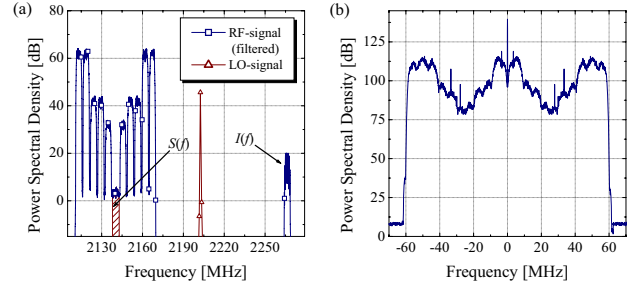 (a)
Power Spectral Density [dB]
80
60
40
20
0
RF-signal
(filtered)
LO-signal
S(f)
I(f)
2130
2160
2190
2220
2250
Frequency [MHz]
(b)
Power Spectral Density [dB]
125
100
75
50
25
0
-60
-40
-20
0
20
40
60
Frequency [MHz]